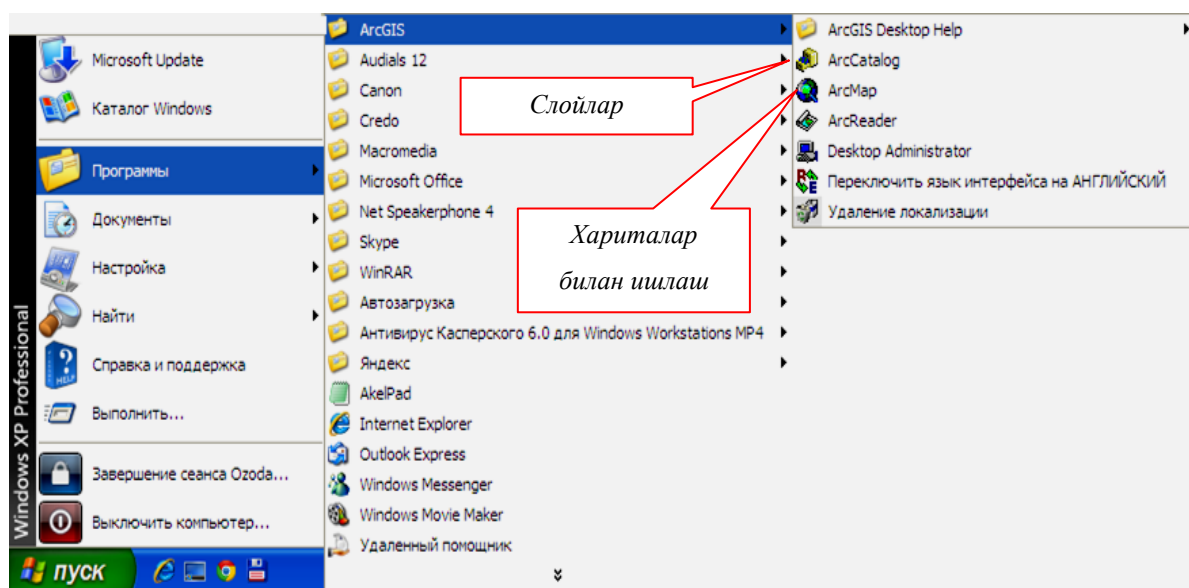 Windows XP Professional
Microsoft Update
Каталог Windows
Программы
Документы
Настройка
Найти
Справка и поддержка
HELP
Выполнить...
Завершение сеанса Ozoda...
Выключить компьютер...
пуск
ArcGIS
Audials 12
Canon
Credo
Macromedia
Microsoft Office
Net Speakerphone 4
Skype
WinRAR
Автозагрузка
Антивирус Касперского 6.0 для Windows Workstations MP4
Яндекс
AkelPad
Internet Explorer
Outlook Express
Windows Messenger
Windows Movie Maker
Удаленный помощник
Слойлар
Хариталар
билан ишлаш
ArcGIS Desktop Help
ArcCatalog
ArcMap
ArcReader
Desktop Administrator
Переключить язык интерфейса на АНГЛИЙСКИЙ
Удаление локализации